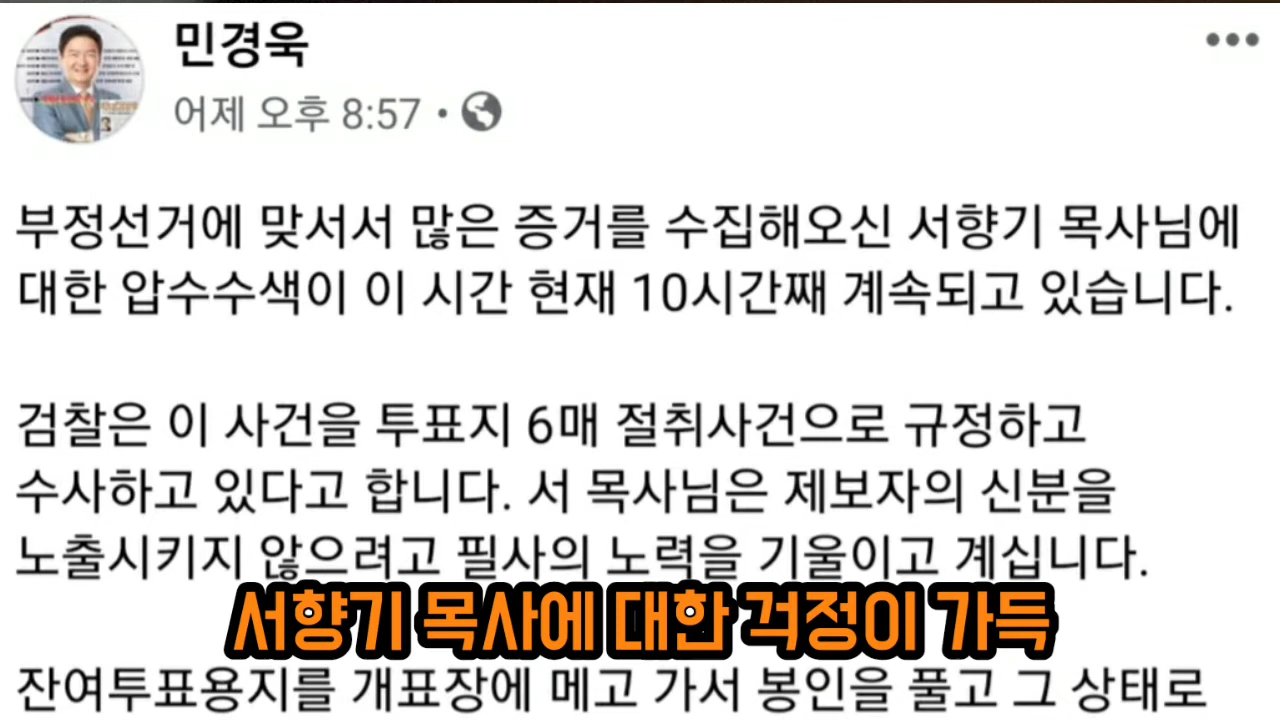 민경욱
어제 오후 8:57
부정선거에 맞서서 많은 증거를 수집해오신 서향기 목사님에
대한 압수수색이 이 시간 현재 10시간째 계속되고 있습니다.
검찰은 이 사건을 투표지 6매 절취사건으로 규정하고
수사하고 있다고 합니다. 서 목사님은 제보자의 신분을
노출시키지 않으려고 필사의 노력을 기울이고 계십니다.
서향기 목사에 대한 걱정이 가득
잔여투표용지를 개표장에 메고 가서 봉인을 풀고 그 상태로